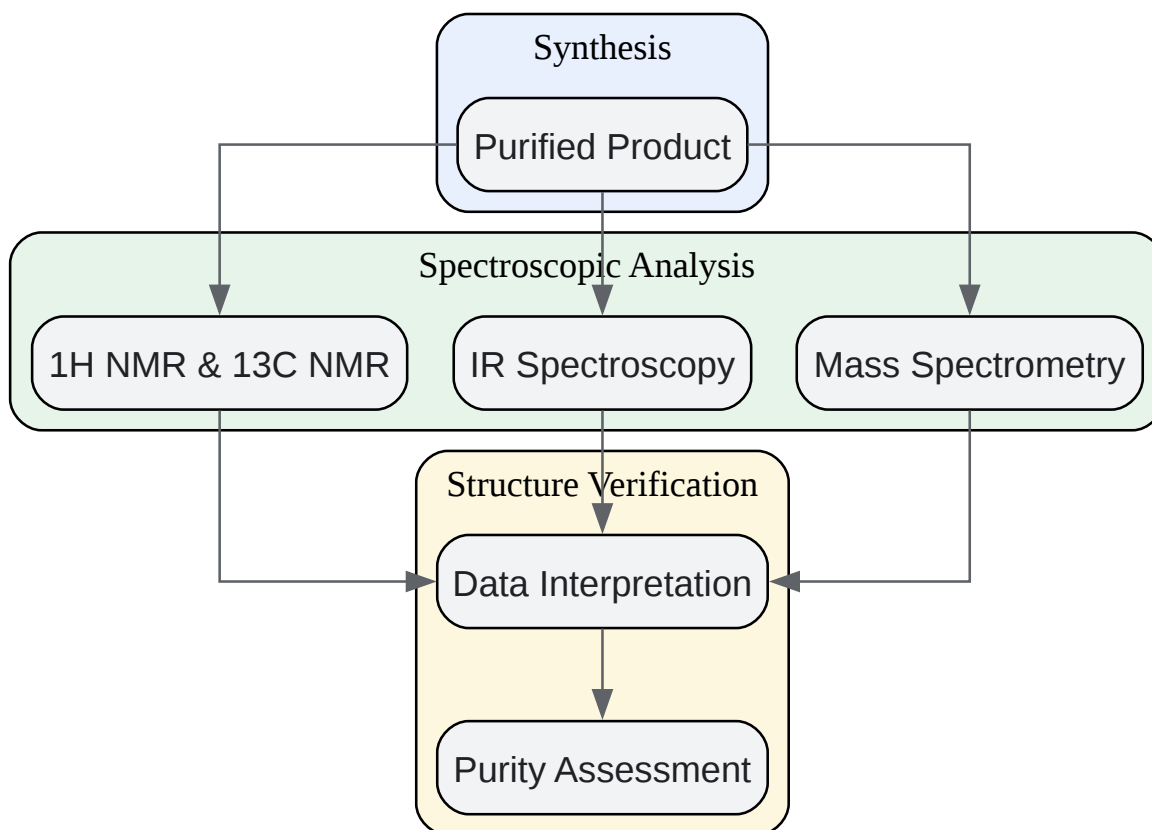 Synthesis
Purified Product
Spectroscopic Analysis
1H NMR & 13C NMR
IR Spectroscopy
Mass Spectrometry
Structure Verification
Data Interpretation
Purity Assessment